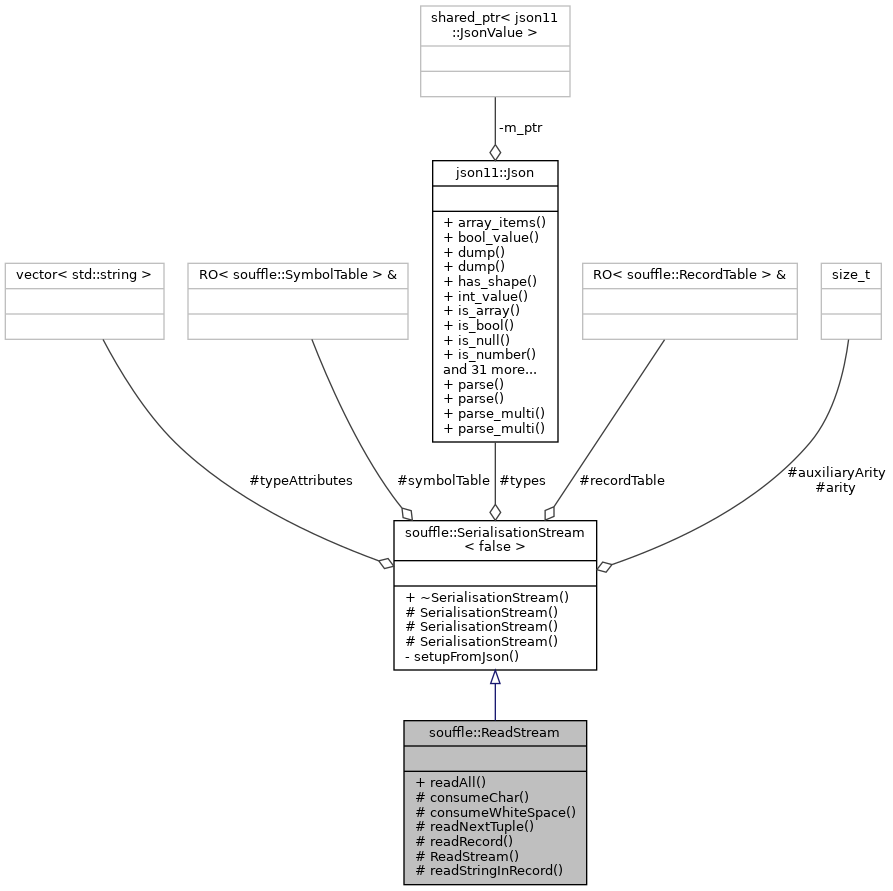 shared_ptr< json11
::JsonValue >
-m_ptr
json11::Json
+ array_items()
+ bool_value()
+ dump()
+ dump()
+ has_shape()
+ int_value()
+ is_array()
+ is_bool()
+ is_null()
+ is_number()
and 31 more...
+ parse()
+ parse()
+ parse_multi()
+ parse_multi()
vector< std::string >
RO< souffle::SymbolTable > &
RO< souffle::RecordTable > &
size_t
#typeAttributes
#symbolTable
#types
#recordTable
#auxiliaryArity
#arity
souffle::SerialisationStream
< false >
+ ~SerialisationStream()
# SerialisationStream()
# SerialisationStream()
# SerialisationStream()
- setupFromJson()
souffle::ReadStream
+ readAll()
# consumeChar()
# consumeWhiteSpace()
# readNextTuple()
# readRecord()
# ReadStream()
# readStringInRecord()